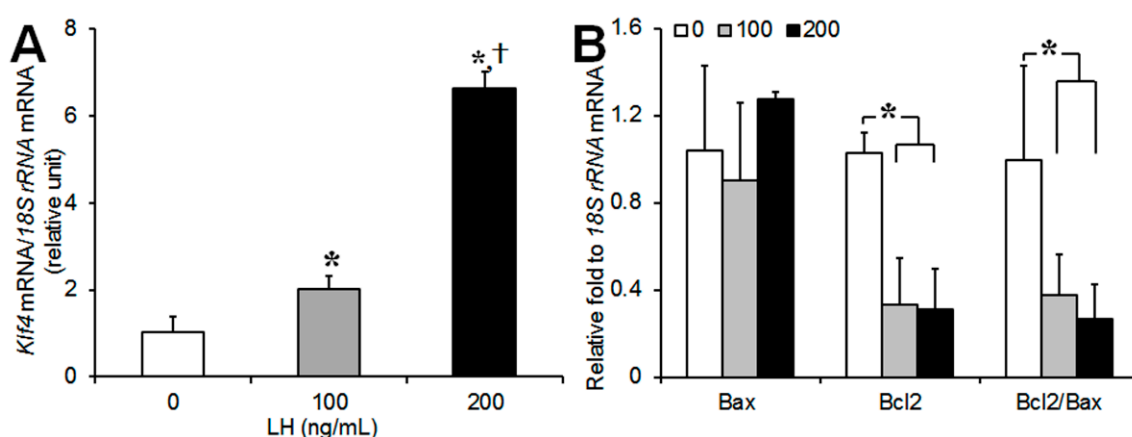 A
Klf4 mRNA/18S rRNA mRNA
(relative unit)
8
6
4
2
0
*
*,†
0 100 200
LH (ng/mL)
B
Relative fold to 18S rRNA mRNA
1.6
1.2
0.8
0.4
0
0 100 200
*
*
Bax Bcl2 Bcl2/Bax